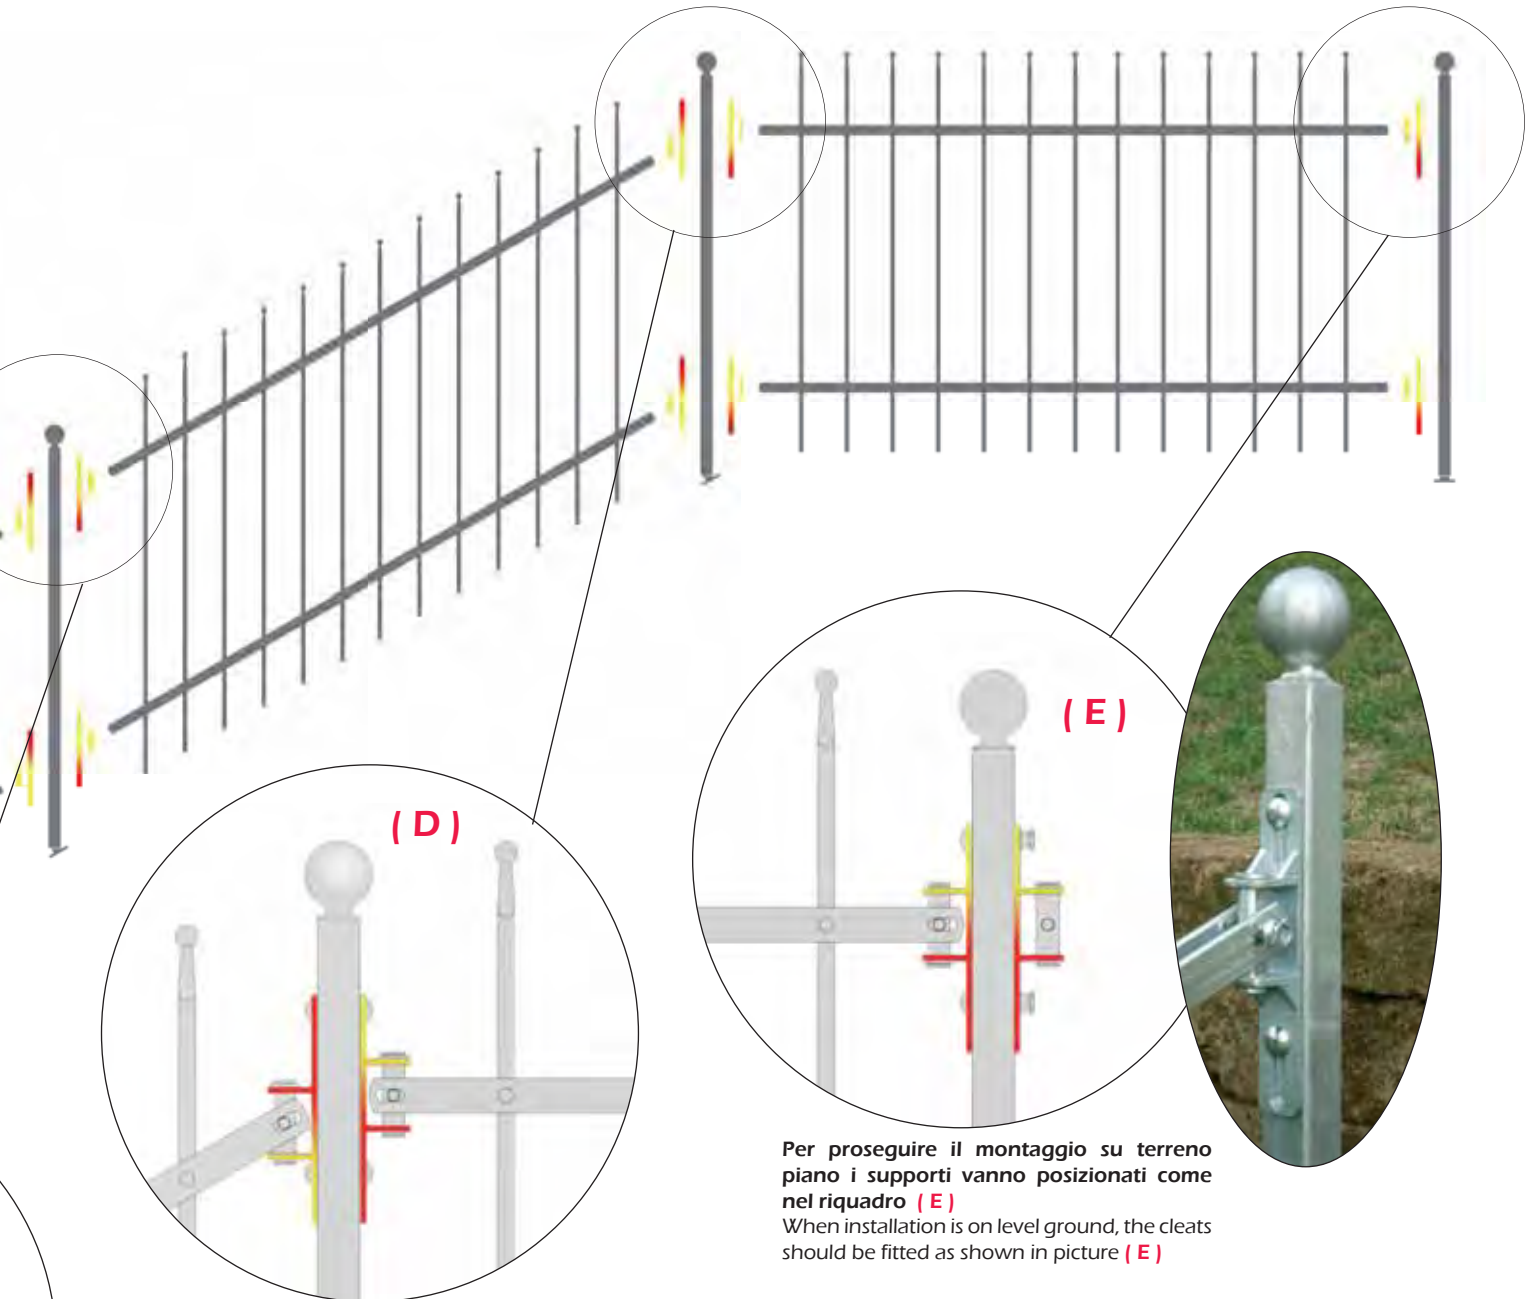 ( E )
( D )
Per proseguire il montaggio su terreno
piano i supporti vanno posizionati come
nel riquadro ( E )
When installation is on level ground, the cleats
should be fitted as shown in picture ( E )